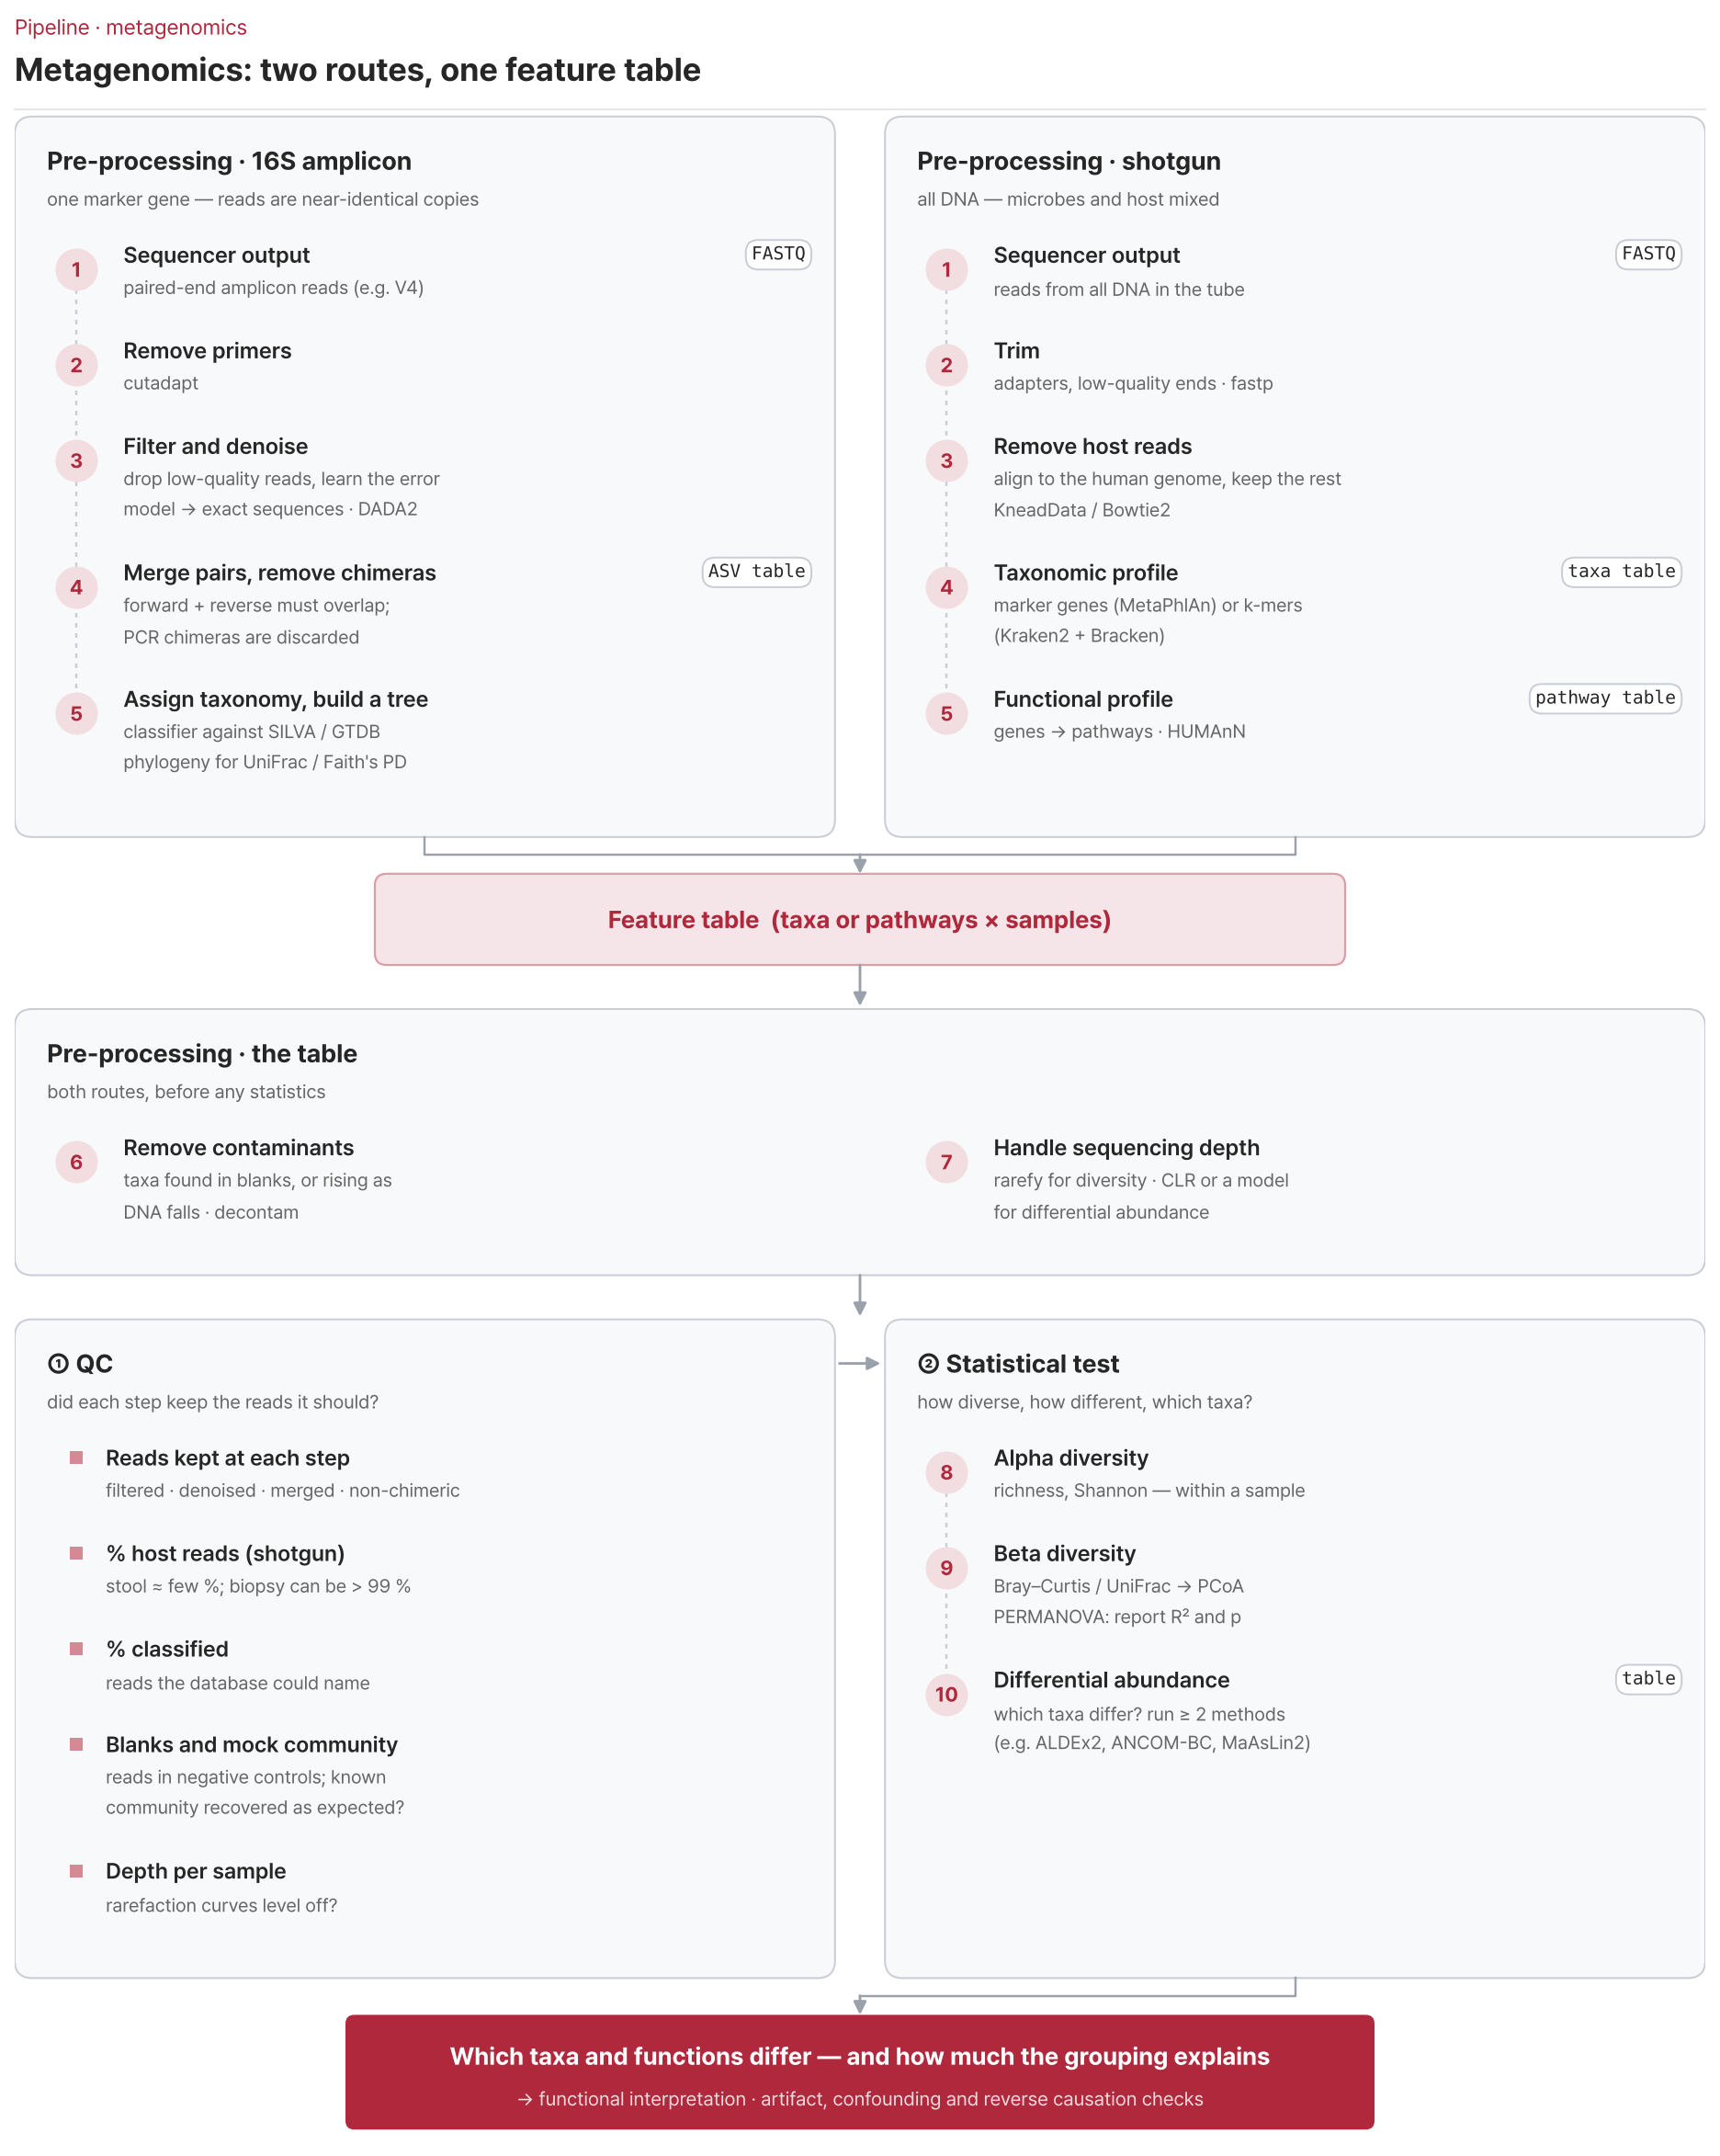 Pipeline · metagenomics
Metagenomics: two routes, one feature table
Pre-processing · 16S amplicon
one marker gene — reads are near-identical copies
1
Sequencer output
FASTQ
paired-end amplicon reads (e.g. V4)
2
Remove primers
cutadapt
3
Filter and denoise
drop low-quality reads, learn the error
model → exact sequences · DADA2
4
Merge pairs, remove chimeras
ASV table
forward + reverse must overlap;
PCR chimeras are discarded
5
Assign taxonomy, build a tree
classifier against SILVA / GTDB
phylogeny for UniFrac / Faith's PD
Pre-processing · shotgun
all DNA — microbes and host mixed
1
Sequencer output
FASTQ
reads from all DNA in the tube
2
Trim
adapters, low-quality ends · fastp
3
Remove host reads
align to the human genome, keep the rest
KneadData / Bowtie2
4
Taxonomic profile
taxa table
marker genes (MetaPhlAn) or k-mers
(Kraken2 + Bracken)
5
Functional profile
pathway table
genes → pathways · HUMAnN
Feature table (taxa or pathways × samples)
Pre-processing · the table
both routes, before any statistics
6
Remove contaminants
taxa found in blanks, or rising as
DNA falls · decontam
7
Handle sequencing depth
rarefy for diversity · CLR or a model
for differential abundance
① QC
did each step keep the reads it should?
Reads kept at each step
filtered · denoised · merged · non-chimeric
% host reads (shotgun)
stool ≈ few %; biopsy can be > 99 %
% classified
reads the database could name
Blanks and mock community
reads in negative controls; known
community recovered as expected?
Depth per sample
rarefaction curves level off?
② Statistical test
how diverse, how different, which taxa?
8
Alpha diversity
richness, Shannon — within a sample
9
Beta diversity
Bray–Curtis / UniFrac → PCoA
PERMANOVA: report R² and p
10
Differential abundance
table
which taxa differ? run ≥ 2 methods
(e.g. ALDEx2, ANCOM-BC, MaAsLin2)
Which taxa and functions differ — and how much the grouping explains
→ functional interpretation · artifact, confounding and reverse causation checks